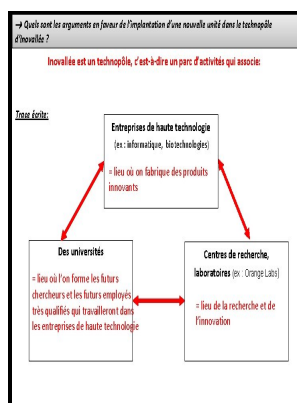 → Quels sont les arguments en faveur de l'implantation d'une nouvelle unité dans le technopôle
d'Inovallée ?
Inovallée est un technopôle, c'est-à-dire un parc d'activités qui associe:
Trace écrite:
Entreprises de haute technologie
(ex : informatique, biotechnologies)
= lieu où on fabrique des produits
innovants
Des universités
= lieu où l'on forme les futurs
chercheurs et les futurs employés,
très qualifiés qui travailleront dans
les entreprises de haute technologie
Centres de recherche,
laboratoires (ex : Orange Labs)
= lieu de la recherche et de
l'innovation